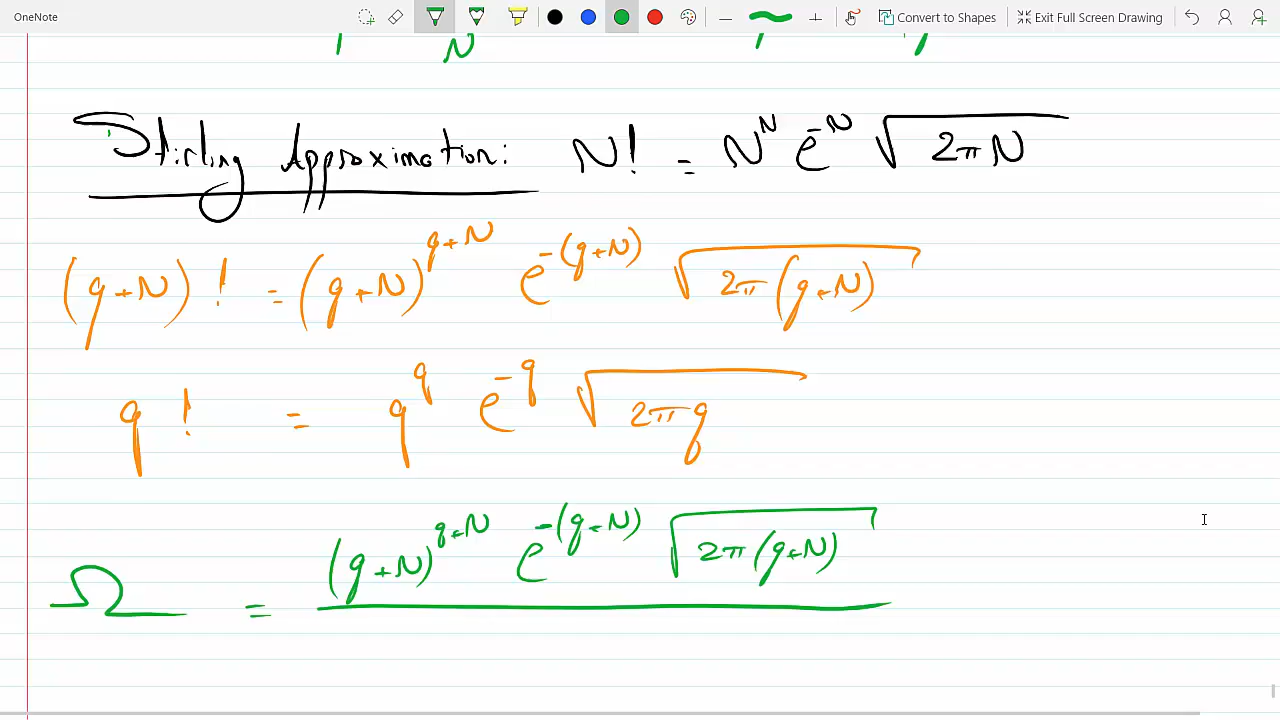 OneNote
Convert to Shapes
Exit Full Screen Drawing
N
Stirling Approximation: N! = N^N e^{-N} √(2πN)
(q+N)! = (q+N)^{q+N} e^{-(q+N)} √(2π(q+N))
q! = q^q e^{-q} √(2πq)
Ω = (q+N)^{q+N} e^{-(q+N)} √(2π(q+N))